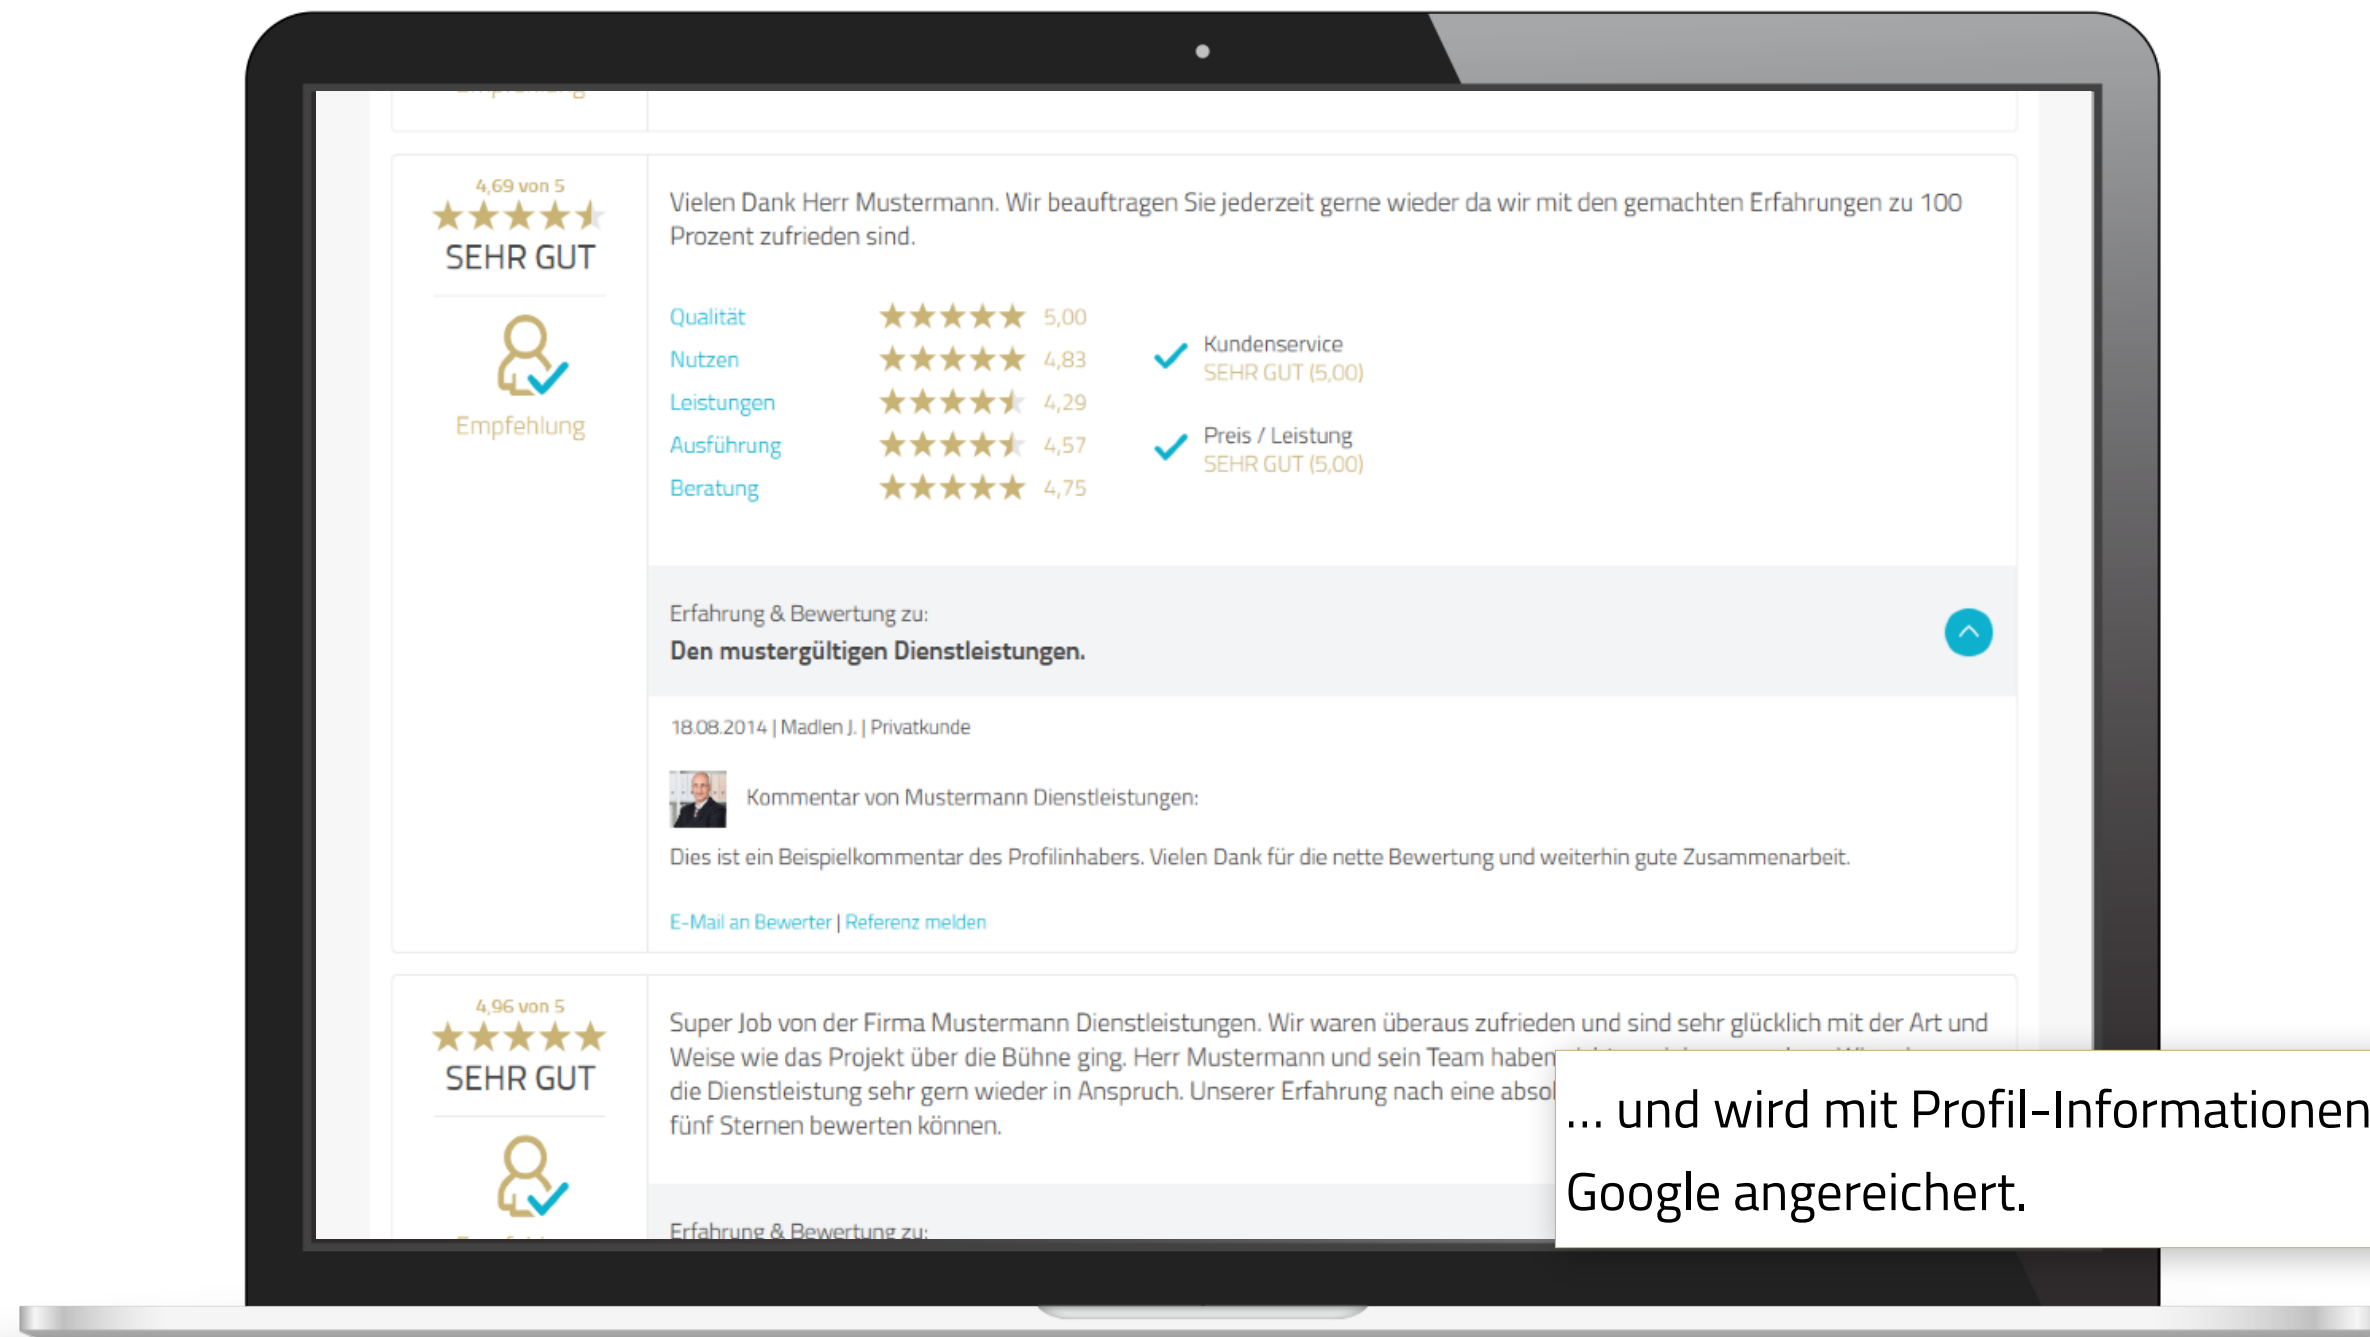 4,69 von 5
SEHR GUT
Empfehlung
Vielen Dank Herr Mustermann. Wir beauftragen Sie jederzeit gerne wieder da wir mit den gemachten Erfahrungen zu 100
Prozent zufrieden sind.
Qualität 5,00
Nutzen 4,83
Leistungen 4,29
Ausführung 4,57
Beratung 4,75
Kundenservice
SEHR GUT (5,00)
Preis / Leistung
SEHR GUT (5,00)
Erfahrung & Bewertung zu:
Den mustergültigen Dienstleistungen.
18.08.2014 | Madlen J. | Privatkunde
Kommentar von Mustermann Dienstleistungen:
Dies ist ein Beispielkommentar des Profilinhabers. Vielen Dank für die nette Bewertung und weiterhin gute Zusammenarbeit.
E-Mail an Bewerter | Referenz melden
4,96 von 5
SEHR GUT
Super Job von der Firma Mustermann Dienstleistungen. Wir waren überaus zufrieden und sind sehr glücklich mit der Art und
Weise wie das Projekt über die Bühne ging. Herr Mustermann und sein Team haben
die Dienstleistung sehr gern wieder in Anspruch. Unserer Erfahrung nach eine
fünf Sternen bewerten können.
Erfahrung & Bewertung zu:
... und wird mit Profil-Informationen
Google angereichert.